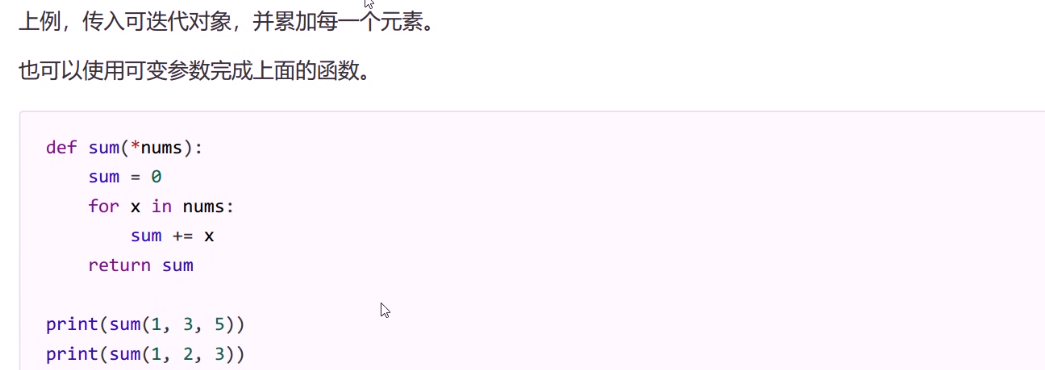 上例，传入可迭代对象，并累加每一个元素。
也可以使用可变参数完成上面的函数。
def sum(*nums):
    sum = 0
    for x in nums:
        sum += x
    return sum
print(sum(1, 3, 5))
print(sum(1, 2, 3))